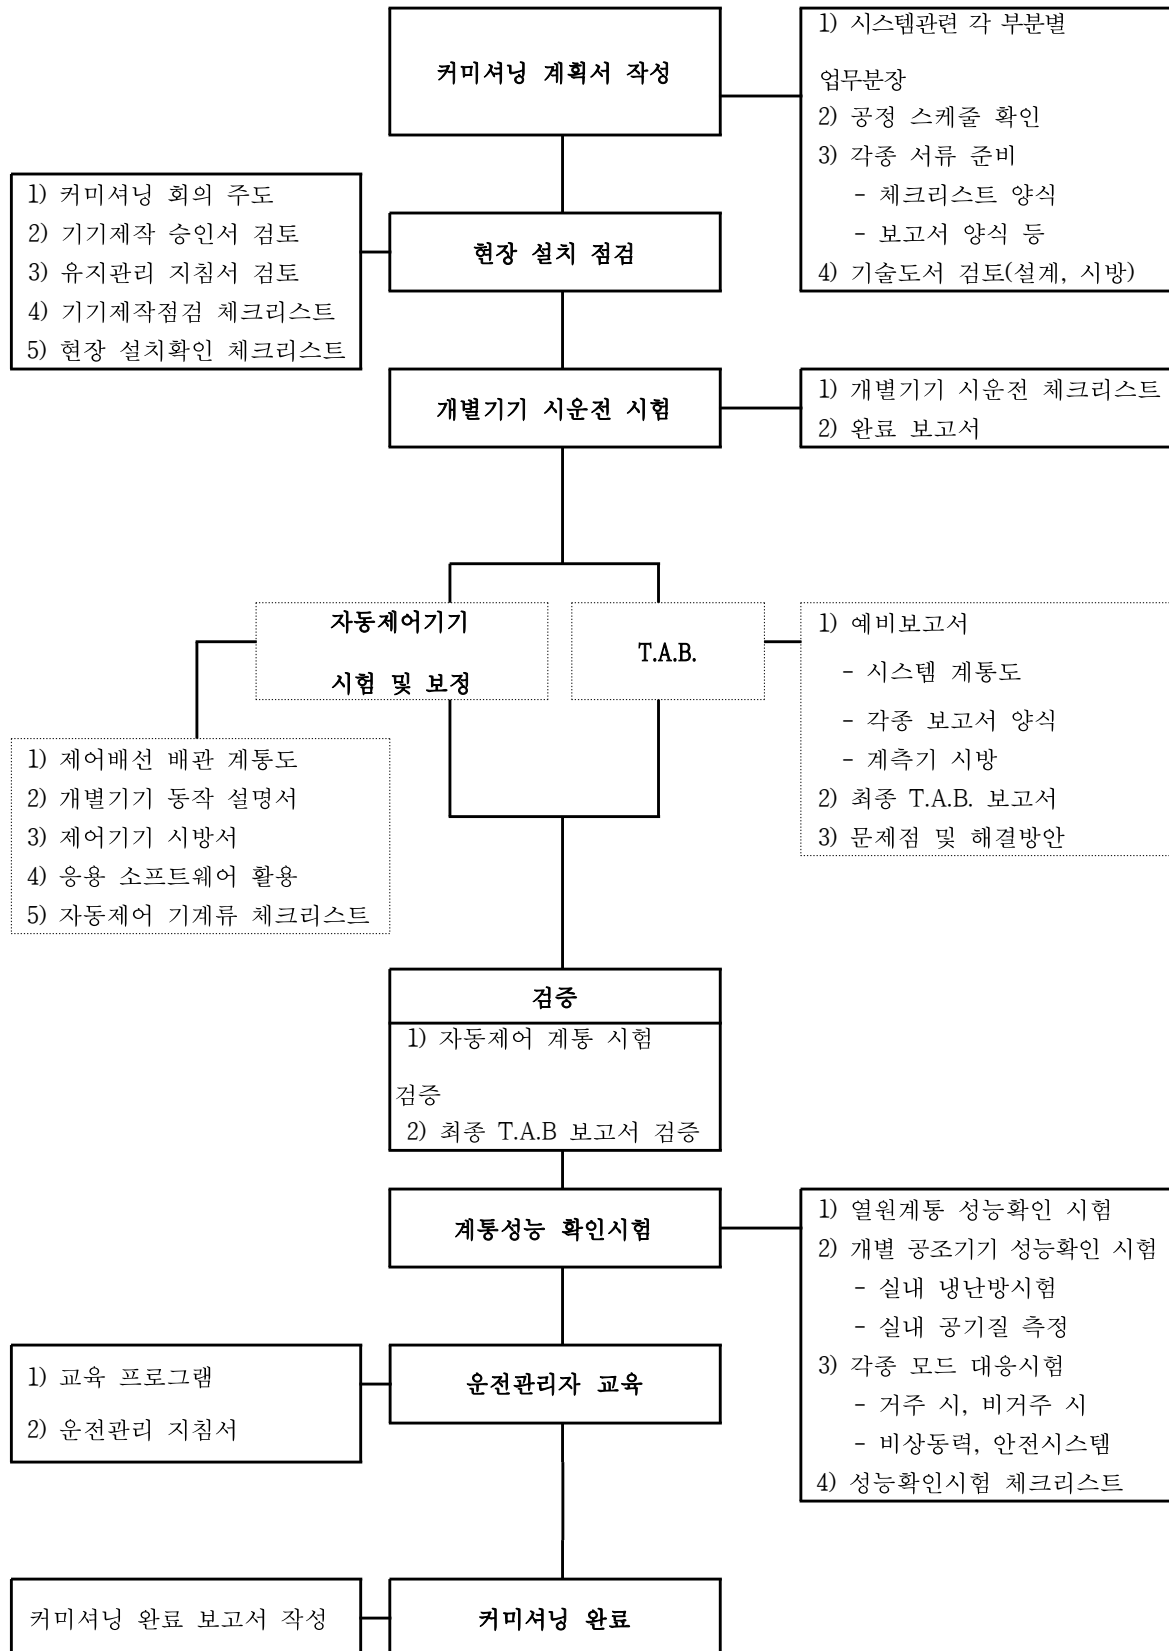 커미셔닝 계획서 작성
1) 시스템관련 각 부분별
업무분장
2) 공정 스케줄 확인
3) 각종 서류 준비
- 체크리스트 양식
- 보고서 양식 등
4) 기술도서 검토(설계, 시방)
1) 커미셔닝 회의 주도
2) 기기제작 승인서 검토
3) 유지관리 지침서 검토
4) 기기제작점검 체크리스트
5) 현장 설치확인 체크리스트
현장 설치 점검
개별기기 시운전 시험
1) 개별기기 시운전 체크리스트
2) 완료 보고서
자동제어기기
시험 및 보정
T.A.B.
1) 예비보고서
- 시스템 계통도
- 각종 보고서 양식
- 계측기 시방
2) 최종 T.A.B. 보고서
3) 문제점 및 해결방안
1) 제어배선 배관 계통도
2) 개별기기 동작 설명서
3) 제어기기 시방서
4) 응용 소프트웨어 활용
5) 자동제어 기계류 체크리스트
검증
1) 자동제어 계통 시험
검증
2) 최종 T.A.B 보고서 검증
계통성능 확인시험
1) 열원계통 성능확인 시험
2) 개별 공조기기 성능확인 시험
- 실내 냉난방시험
- 실내 공기질 측정
3) 각종 모드 대응시험
- 거주 시, 비거주 시
- 비상동력, 안전시스템
4) 성능확인시험 체크리스트
1) 교육 프로그램
2) 운전관리 지침서
운전관리자 교육
커미셔닝 완료 보고서 작성
커미셔닝 완료